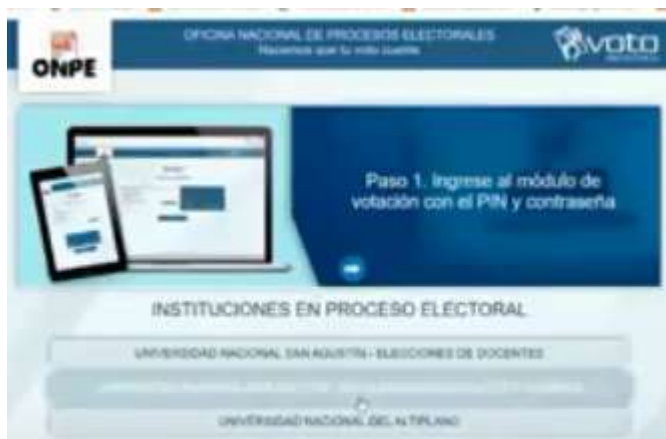 ONPE
OFICINA NACIONAL DE PROCESOS ELECTORALES
Hacemos que tu voto cuente
voto
Paso 1. Ingrese al módulo de
votación con el PIN y contraseña
INSTITUCIONES EN PROCESO ELECTORAL
UNIVERSIDAD NACIONAL SAN AGUSTÍN - ELECCIONES DE DOCENTES
UNIVERSIDAD NACIONAL DEL ALTIPLANO